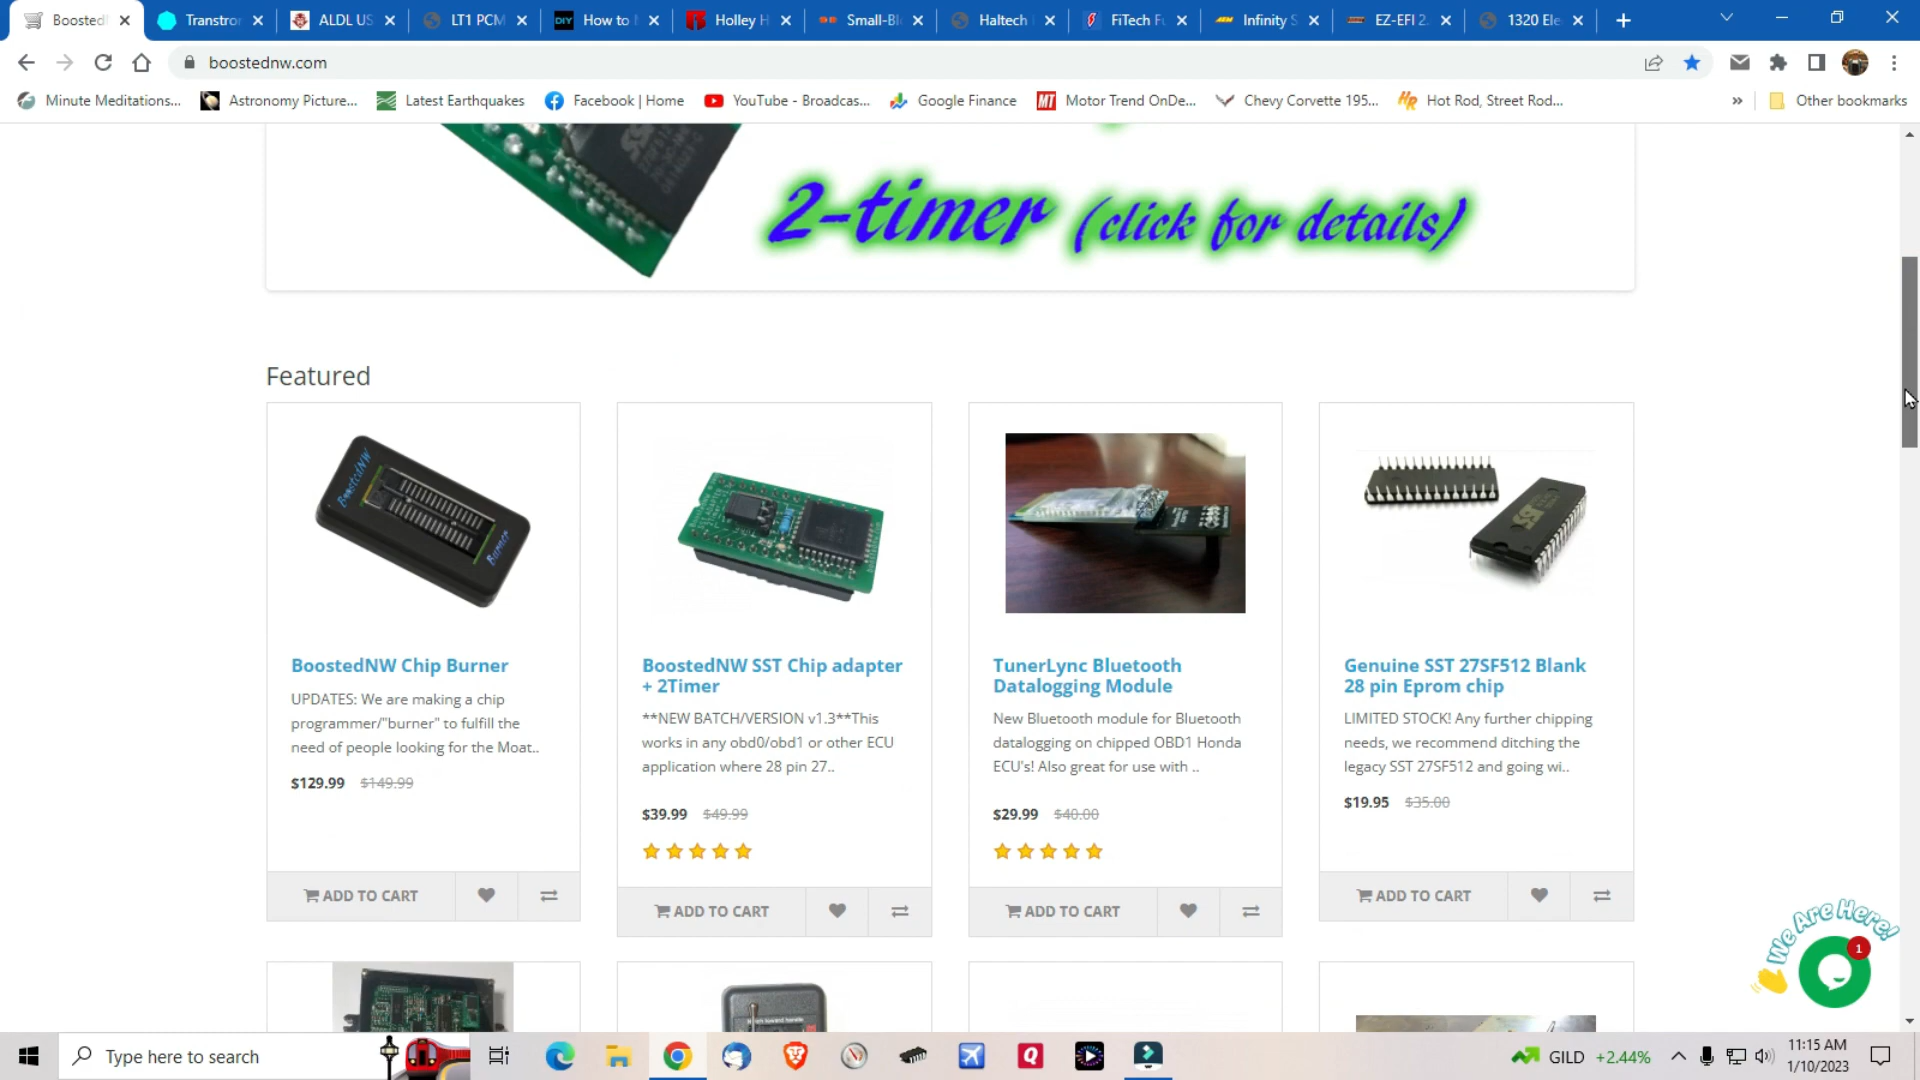 Boosted
Transtro
ALDL US
LT1 PCM
DIY
How to
Holley H
Small-Bl
Haltech
FiTech F
Infinity S
EZ-EFI 2
1320 Ele
boostednw.com
Minute Meditations...
Astronomy Picture...
Latest Earthquakes
Facebook | Home
YouTube - Broadcas...
Google Finance
MT
Motor Trend OnDe...
Chevy Corvette 195...
HR
Hot Rod, Street Rod...
»
Other bookmarks
2-timer (click for details)
Featured
BoostedNW
Burner
SST
BoostedNW Chip Burner
UPDATES: We are making a chip
programmer/"burner" to fulfill the
need of people looking for the Moat..
$129.99 $149.99
ADD TO CART
BoostedNW SST Chip adapter
+ 2Timer
**NEW BATCH/VERSION v1.3**This
works in any obd0/obd1 or other ECU
application where 28 pin 27..
$39.99 $49.99
ADD TO CART
TunerLync Bluetooth
Datalogging Module
New Bluetooth module for Bluetooth
datalogging on chipped OBD1 Honda
ECU's! Also great for use with ..
$29.99 $40.00
ADD TO CART
Genuine SST 27SF512 Blank
28 pin Eprom chip
LIMITED STOCK! Any further chipping
needs, we recommend ditching the
legacy SST 27SF512 and going wi..
$19.95 $35.00
ADD TO CART
We Are Here!
1
Type here to search
GILD +2.44%
11:15 AM
1/10/2023